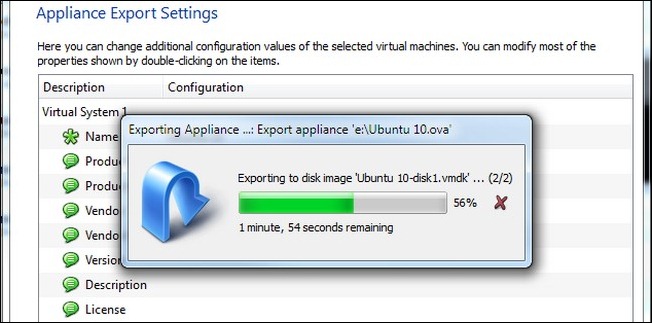 Appliance Export Settings
Here you can change additional configuration values of the selected virtual machines. You can modify most of the
properties shown by double-clicking on the items.
Description Configuration
Virtual System 1
Name
Exporting Appliance ...: Export appliance 'e:\Ubuntu 10.ova'
Exporting to disk image 'Ubuntu 10-disk1.vmdk' ... (2/2)
56%
1 minute, 54 seconds remaining
Produ
Produ
Vendo
Vendo
Versio
Description
License